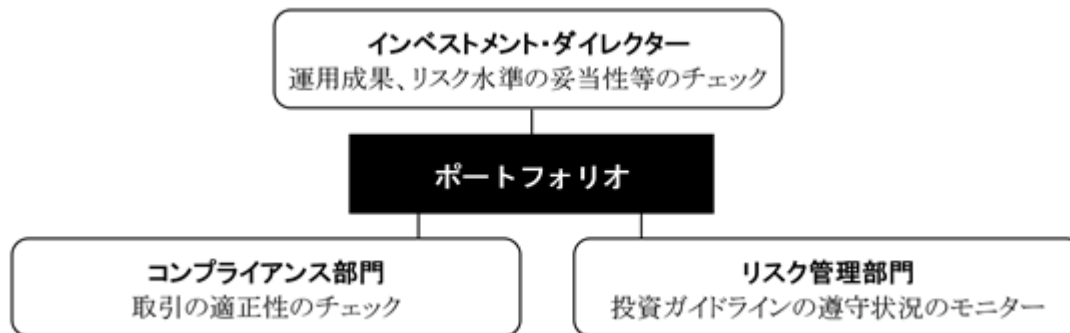 インベストメント・ダイレクター
運用成果、リスク水準の妥当性等のチェック
ポートフォリオ
コンプライアンス部門
取引の適正性のチェック
リスク管理部門
投資ガイドラインの遵守状況のモニター